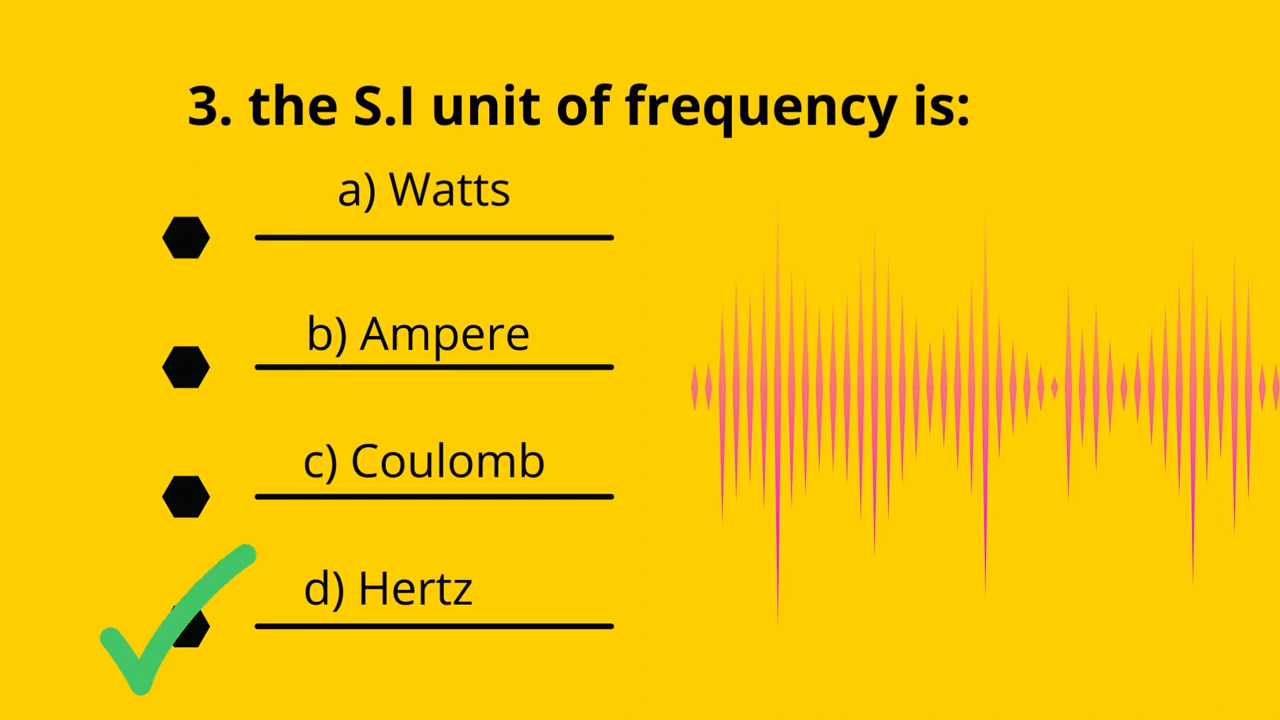 3. the S.I unit of frequency is:
a) Watts
b) Ampere
c) Coulomb
d) Hertz